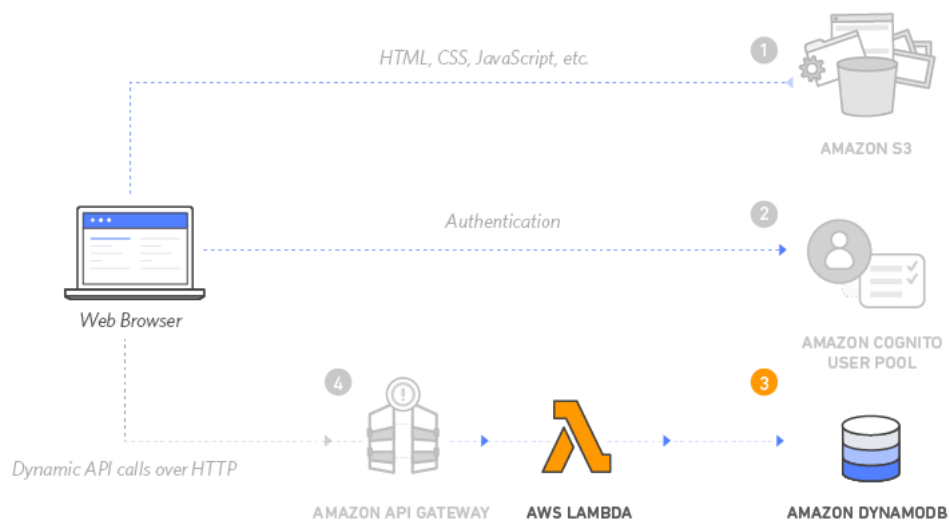 HTML, CSS, JavaScript, etc.
1
AMAZON S3
Authentication
2
Web Browser
AMAZON COGNITO
USER POOL
4
3
Dynamic API calls over HTTP
AMAZON API GATEWAY
AWS LAMBDA
AMAZON DYNAMODB